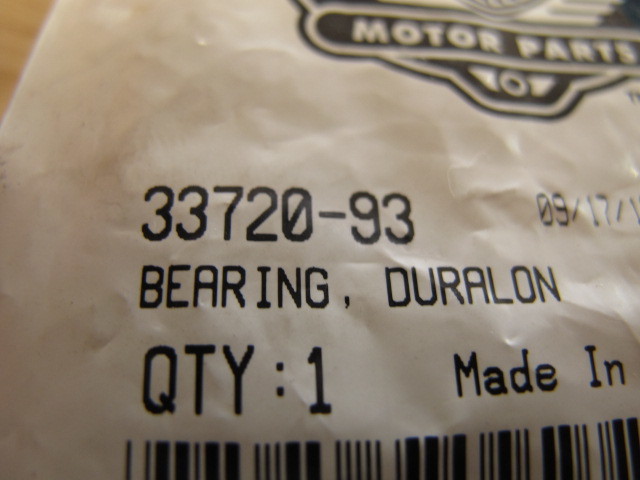 MOTOR PARTS
33720-93
BEARING, DURALON
QTY:1 Made In